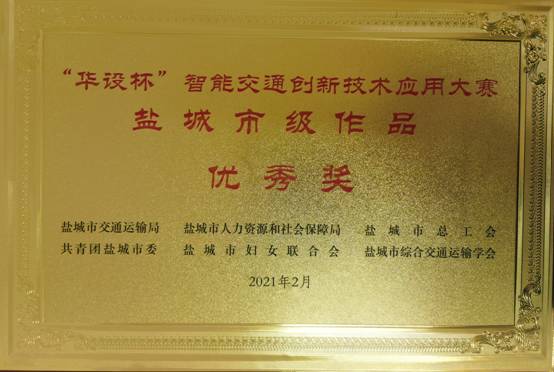 “华设杯”智能交通创新技术应用大赛
盐城市级作品
优秀奖
盐城市交通运输局 盐城市人力资源和社会保障局 盐城市总工会
共青团盐城市委 盐城市妇女联合会 盐城市综合交通运输学会
2021年2月